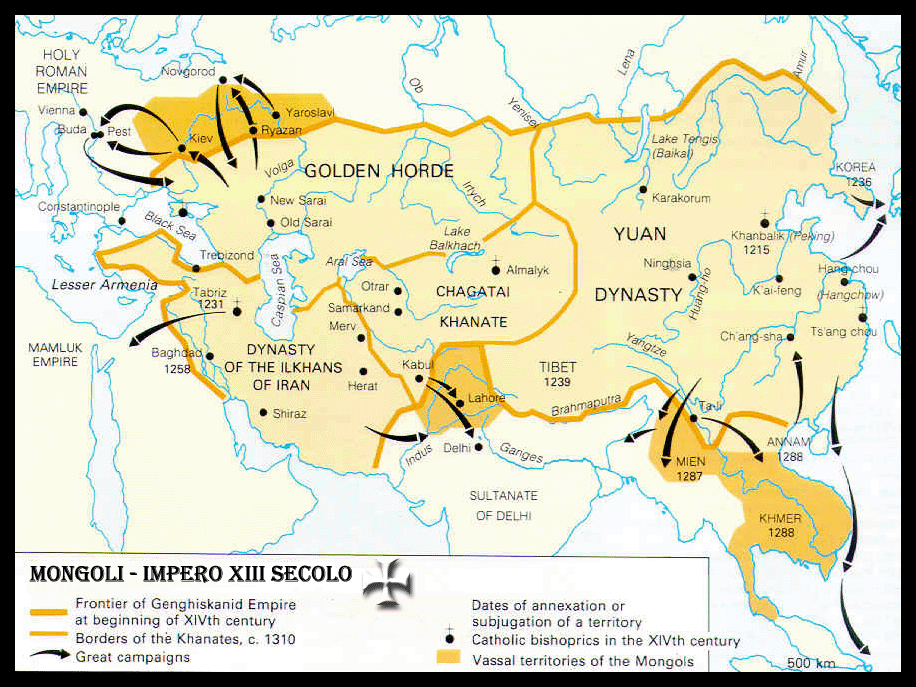 HOLY
ROMAN
EMPIRE
Novgorod
Vienna
Buda
Pest
Kiev
Yaroslavl
Ryazan
Volga
Ob
Yenisei
Lena
Amur
GOLDEN HORDE
Irtych
Lake Tengis
(Baikal)
KOREA
1236
Constantinople
Black Sea
New Sarai
Old Sarai
Karakorum
Trebizond
Lake
Balkhach
YUAN
Khanbalik (Peking)
1215
Aral Sea
Almalyk
Ninghsia
Hang-chou
(Hangchow)
Lesser Armenia
Caspian Sea
Otrar
CHAGATAI
DYNASTY
Huang-ho
K'ai-feng
Tabriz
1231
Samarkand
Merv
KHANATE
Ch'ang-sha
Ts'ang chou
MAMLUK
EMPIRE
Baghdad
1258
DYNASTY
OF THE ILKHANS
OF IRAN
Herat
Kabul
Lahore
TIBET
1239
Yangtze
Brahmaputra
Ta-li
Shiraz
Indus
Delhi
Ganges
ANNAM
1288
MIEN
1287
SULTANATE
OF DELHI
KHMER
1288
MONGOLI - IMPERO XIII SECOLO
Frontier of Genghiskanid Empire
at beginning of XIVth century
Borders of the Khanates, c. 1310
Great campaigns
Dates of annexation or
subjugation of a territory
Catholic bishoprics in the XIVth century
Vassal territories of the Mongols
500 km